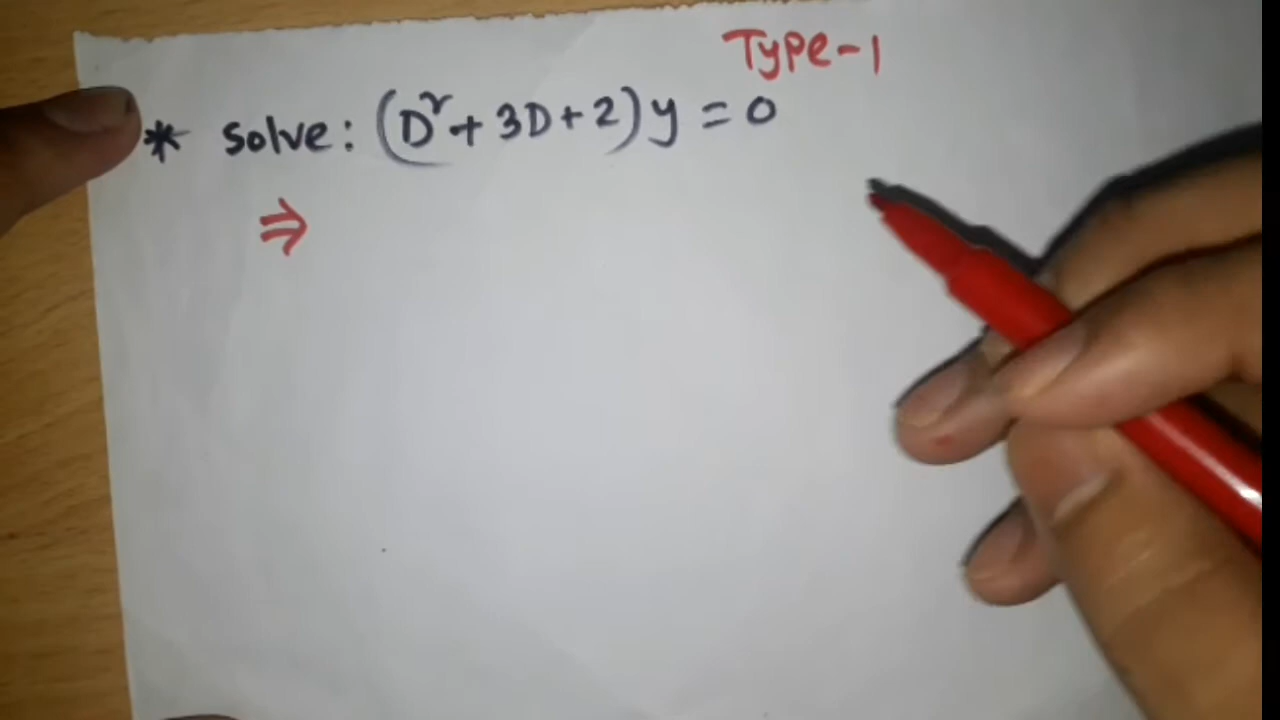 Type-1
* solve: (D² + 3D + 2) y = 0
⇒